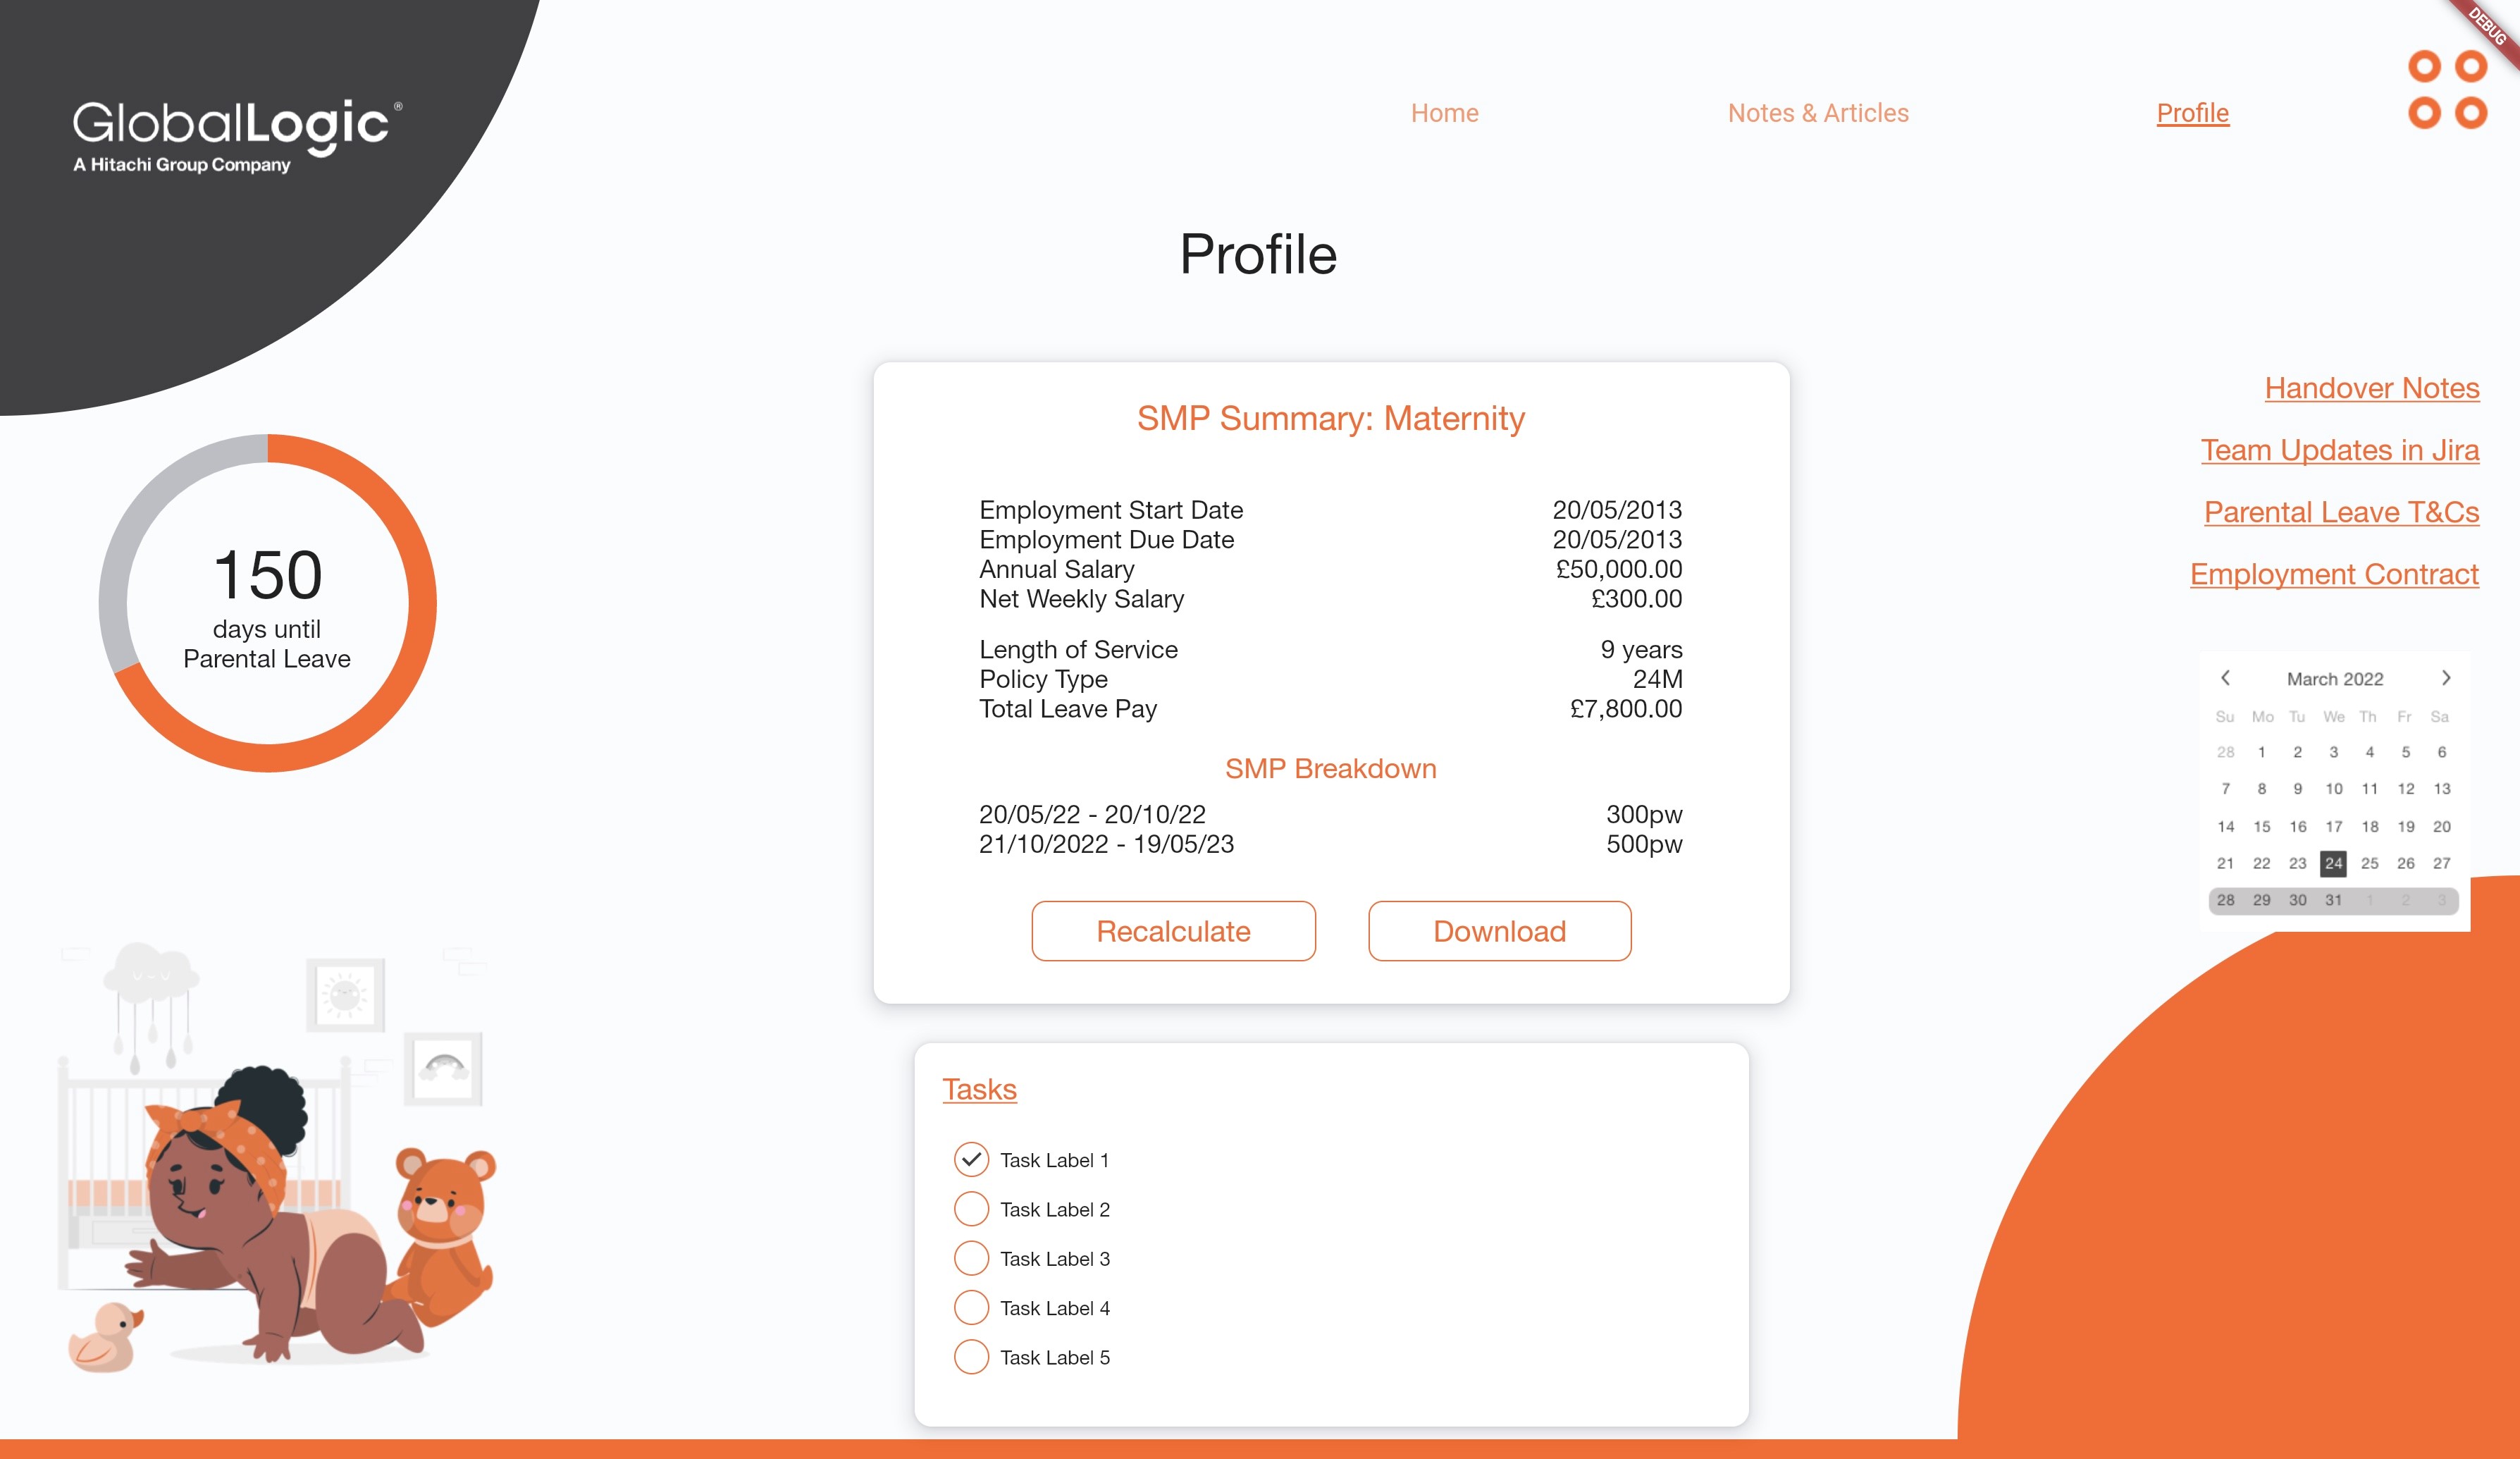 DEBUG
GlobalLogic®
A Hitachi Group Company
Home
Notes & Articles
Profile
Profile
150
days until
Parental Leave
SMP Summary: Maternity
Employment Start Date 20/05/2013
Employment Due Date 20/05/2013
Annual Salary £50,000.00
Net Weekly Salary £300.00
Length of Service 9 years
Policy Type 24M
Total Leave Pay £7,800.00
SMP Breakdown
20/05/22 - 20/10/22 300pw
21/10/2022 - 19/05/23 500pw
Recalculate
Download
Tasks
Task Label 1
Task Label 2
Task Label 3
Task Label 4
Task Label 5
Handover Notes
Team Updates in Jira
Parental Leave T&Cs
Employment Contract
March 2022
Su Mo Tu We Th Fr Sa
28 1 2 3 4 5 6
7 8 9 10 11 12 13
14 15 16 17 18 19 20
21 22 23 24 25 26 27
28 29 30 31 1 2 3